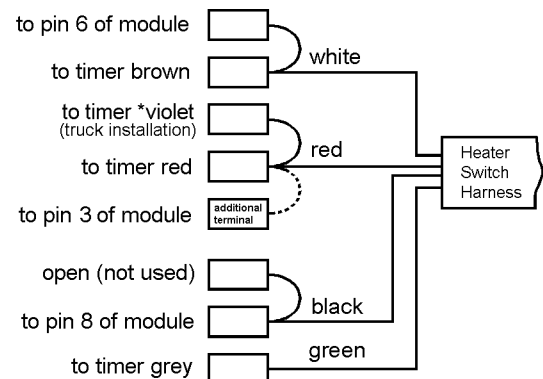 to pin 6 of module
to timer brown
white
to timer *violet
(truck installation)
red
to timer red
to pin 3 of module
additional
terminal
Heater
Switch
Harness
open (not used)
black
to pin 8 of module
green
to timer grey